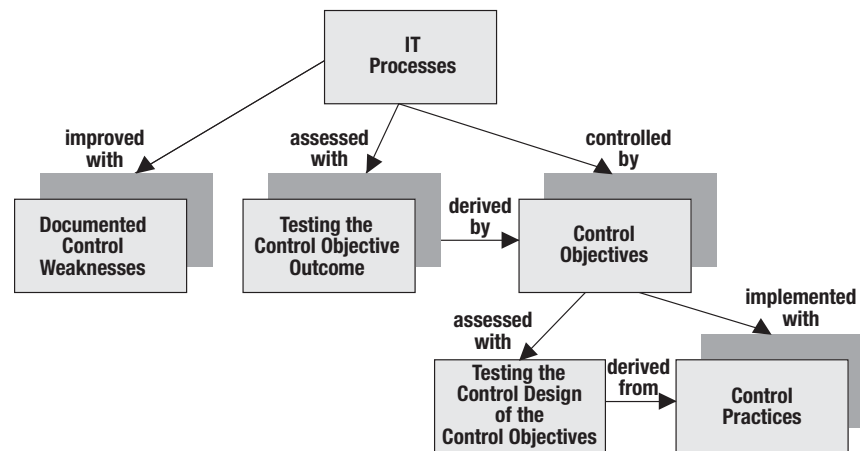 IT
Processes
improved
with
assessed
with
controlled
by
Documented
Control
Weaknesses
Testing the
Control Objective
Outcome
derived
by
Control
Objectives
assessed
with
implemented
with
Testing the
Control Design
of the
Control Objectives
derived
from
Control
Practices